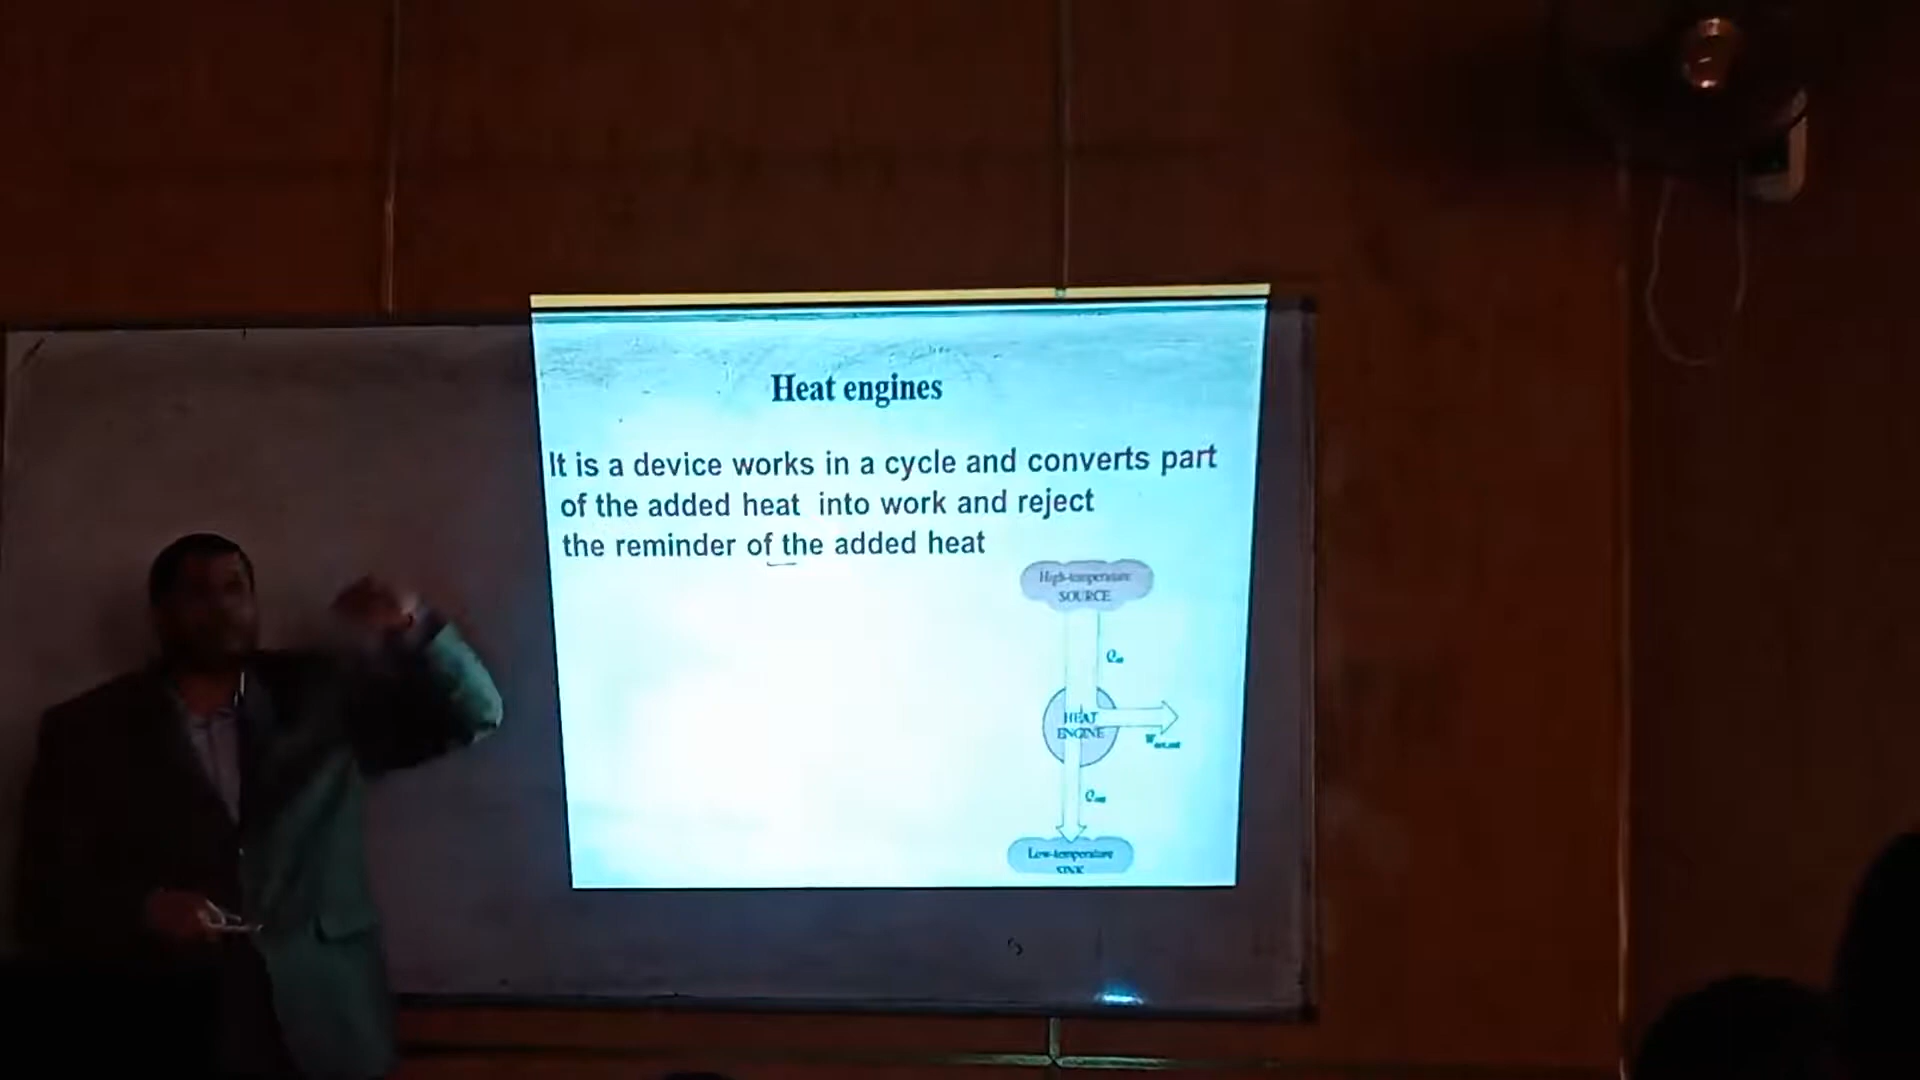 Heat engines
It is a device works in a cycle and converts part
of the added heat into work and reject
the reminder of the added heat
High-temperature
SOURCE
HEAT
ENGINE
Low-temperature
SINK